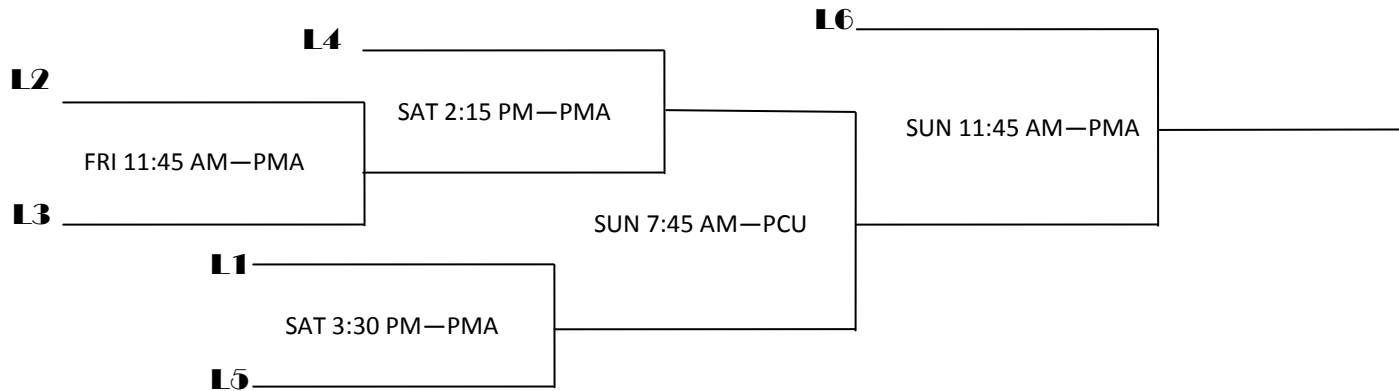 L6
L4
L2
SAT 2:15 PM—PMA
SUN 11:45 AM—PMA
FRI 11:45 AM—PMA
L3
SUN 7:45 AM—PCU
L1
SAT 3:30 PM—PMA
L5